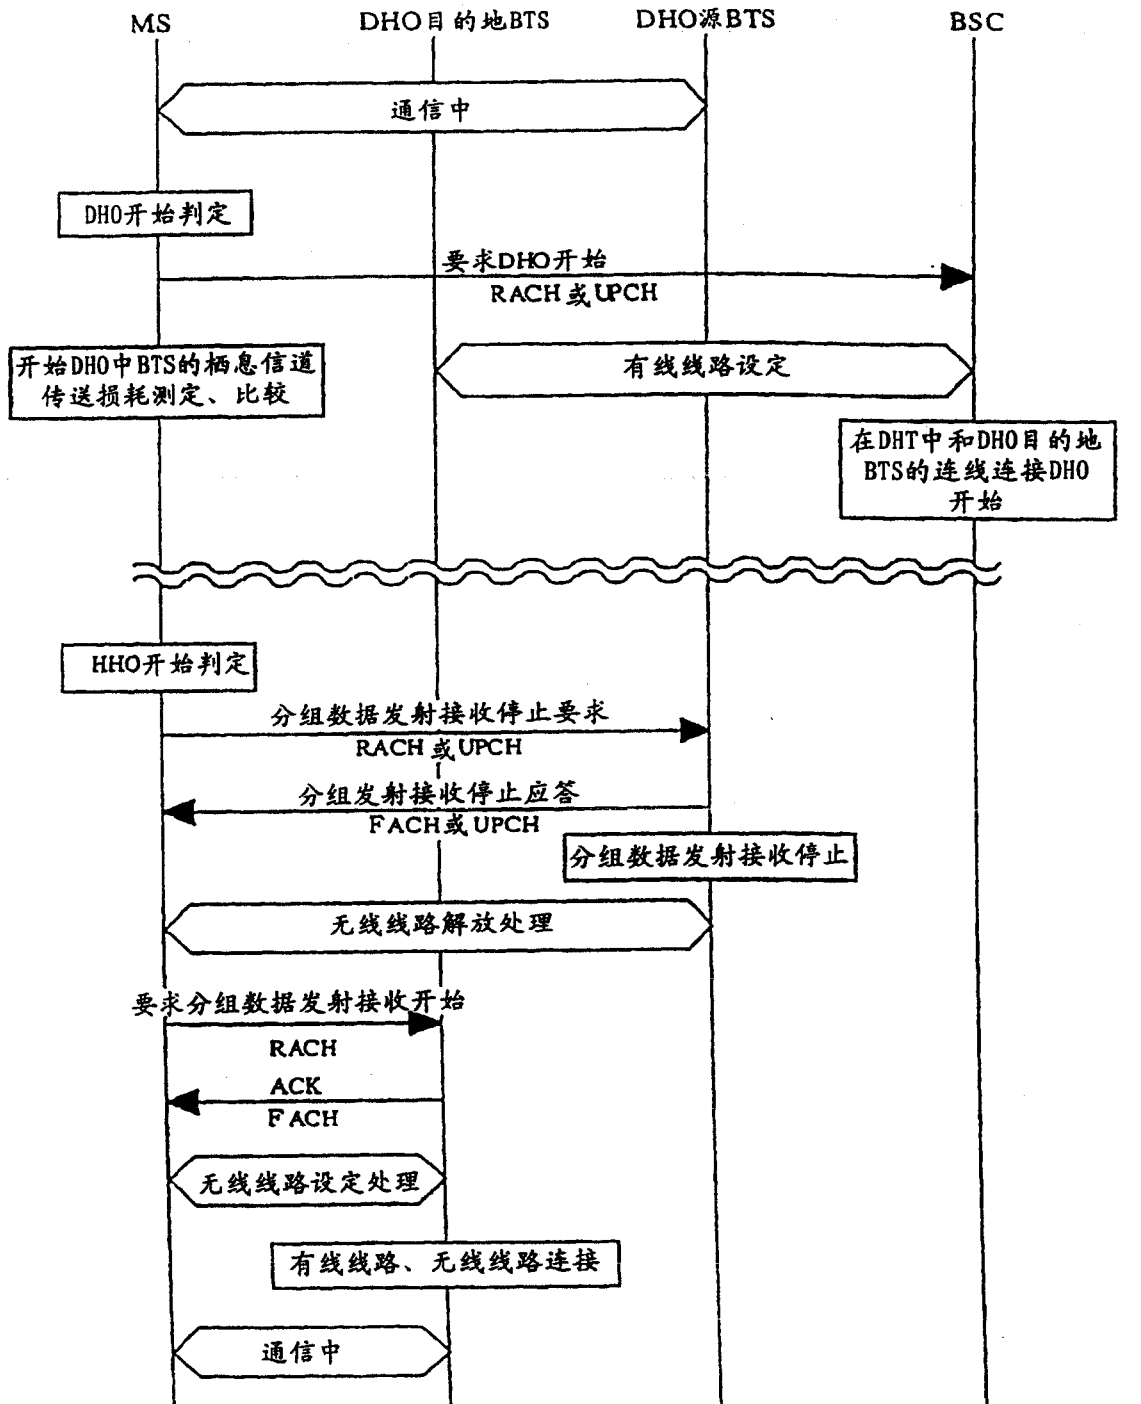 MS
DHO目的地BTS
DHO源BTS
BSC
通信中
DHO开始判定
要求DHO开始
RACH或UPCH
开始DHO中BTS的栖息信道
传送损耗测定、比较
有线线路设定
在DHT中和DHO目的地
BTS的连线连接DHO
开始
HHO开始判定
分组数据发射接收停止要求
RACH或UPCH
分组发射接收停止应答
FACH或UPCH
分组数据发射接收停止
无线线路解放处理
要求分组数据发射接收开始
RACH
ACK
FACH
无线线路设定处理
有线线路、无线线路连接
通信中